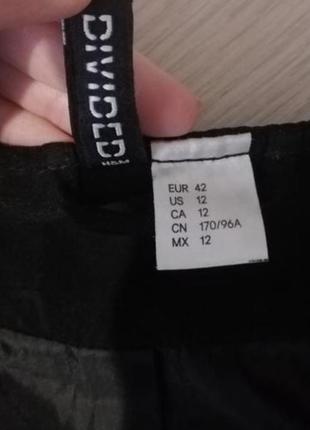 DIVIDED
H&M
EUR 42
US 12
CA 12
CN 170/96A
MX 12